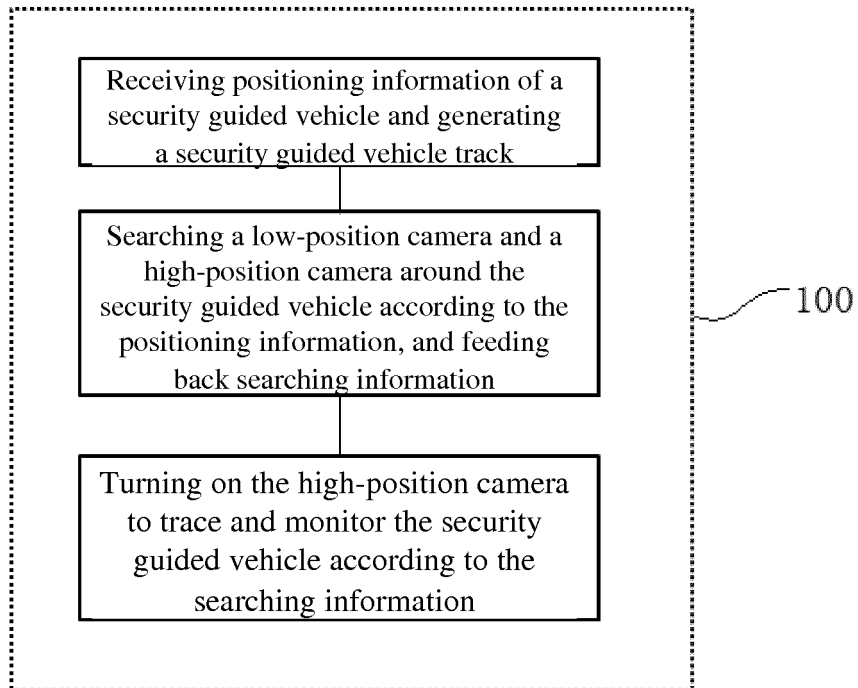 Receiving positioning information of a
security guided vehicle and generating
a security guided vehicle track
Searching a low-position camera and a
high-position camera around the
security guided vehicle according to the
positioning information, and feeding
back searching information
100
Turning on the high-position camera
to trace and monitor the security
guided vehicle according to the
searching information